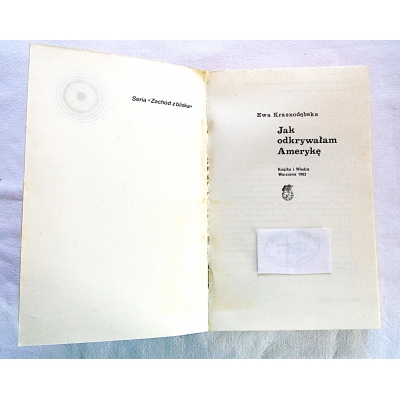 Seria «Zachód z bliska»
Ewa Krasnodębska
Jak
odkrywałam
Amerykę
Książka i Wiedza
Warszawa 1983